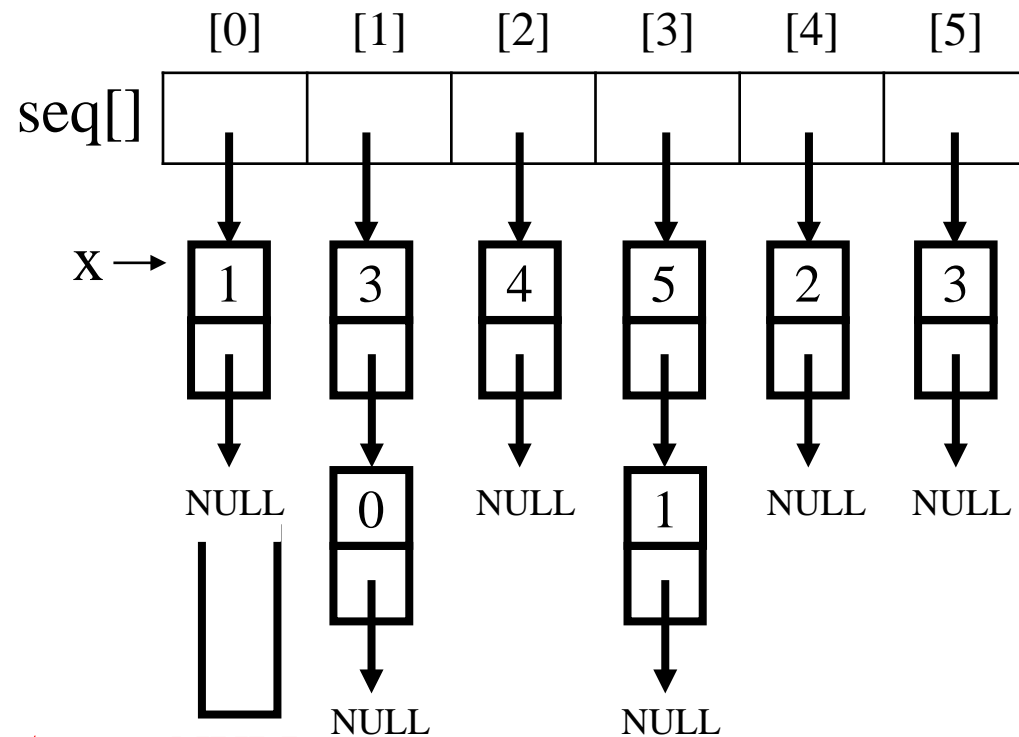 [0] [1] [2] [3] [4] [5]
seq[]
x 1 3 4 5 2 3
NULL 0 NULL 1 NULL NULL
NULL NULL